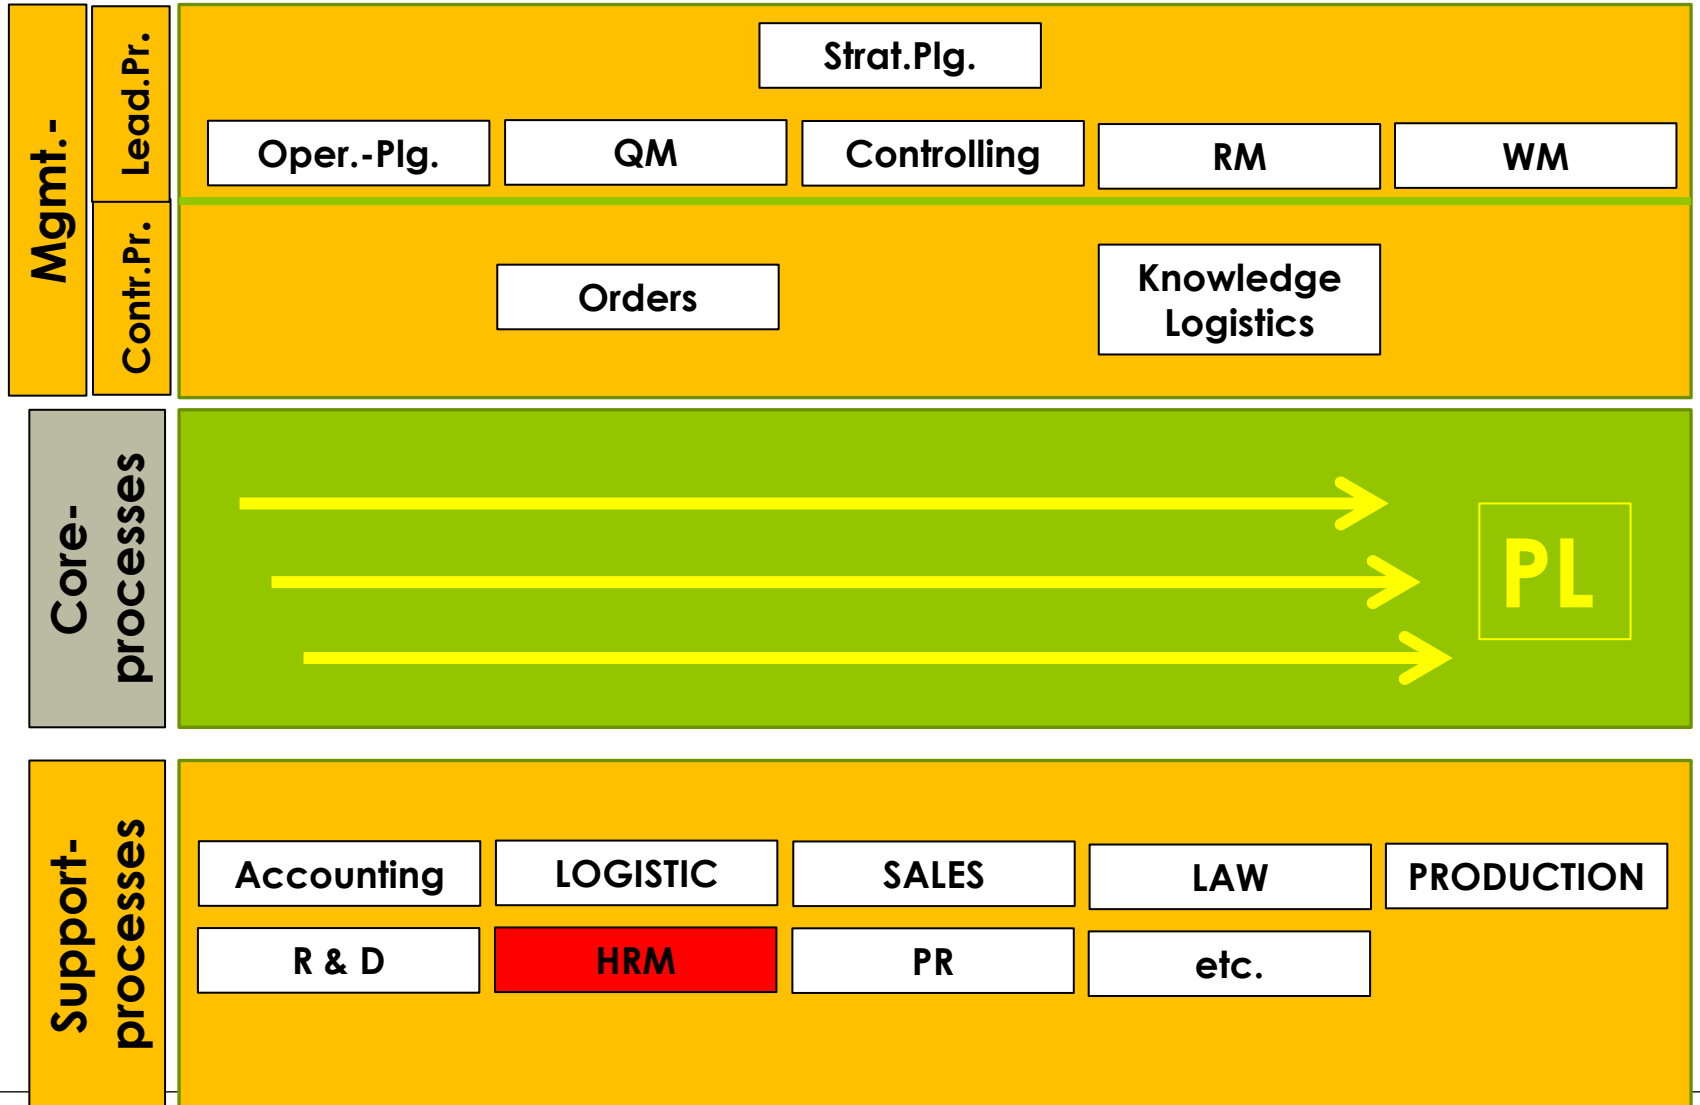 Mgmt.-
Lead.Pr.
Strat.Plg.
Oper.-Plg.
QM
Controlling
RM
WM
Contr.Pr.
Orders
Knowledge
Logistics
Core-
processes
PL
Support-
processes
Accounting
LOGISTIC
SALES
LAW
PRODUCTION
R & D
HRM
PR
etc.